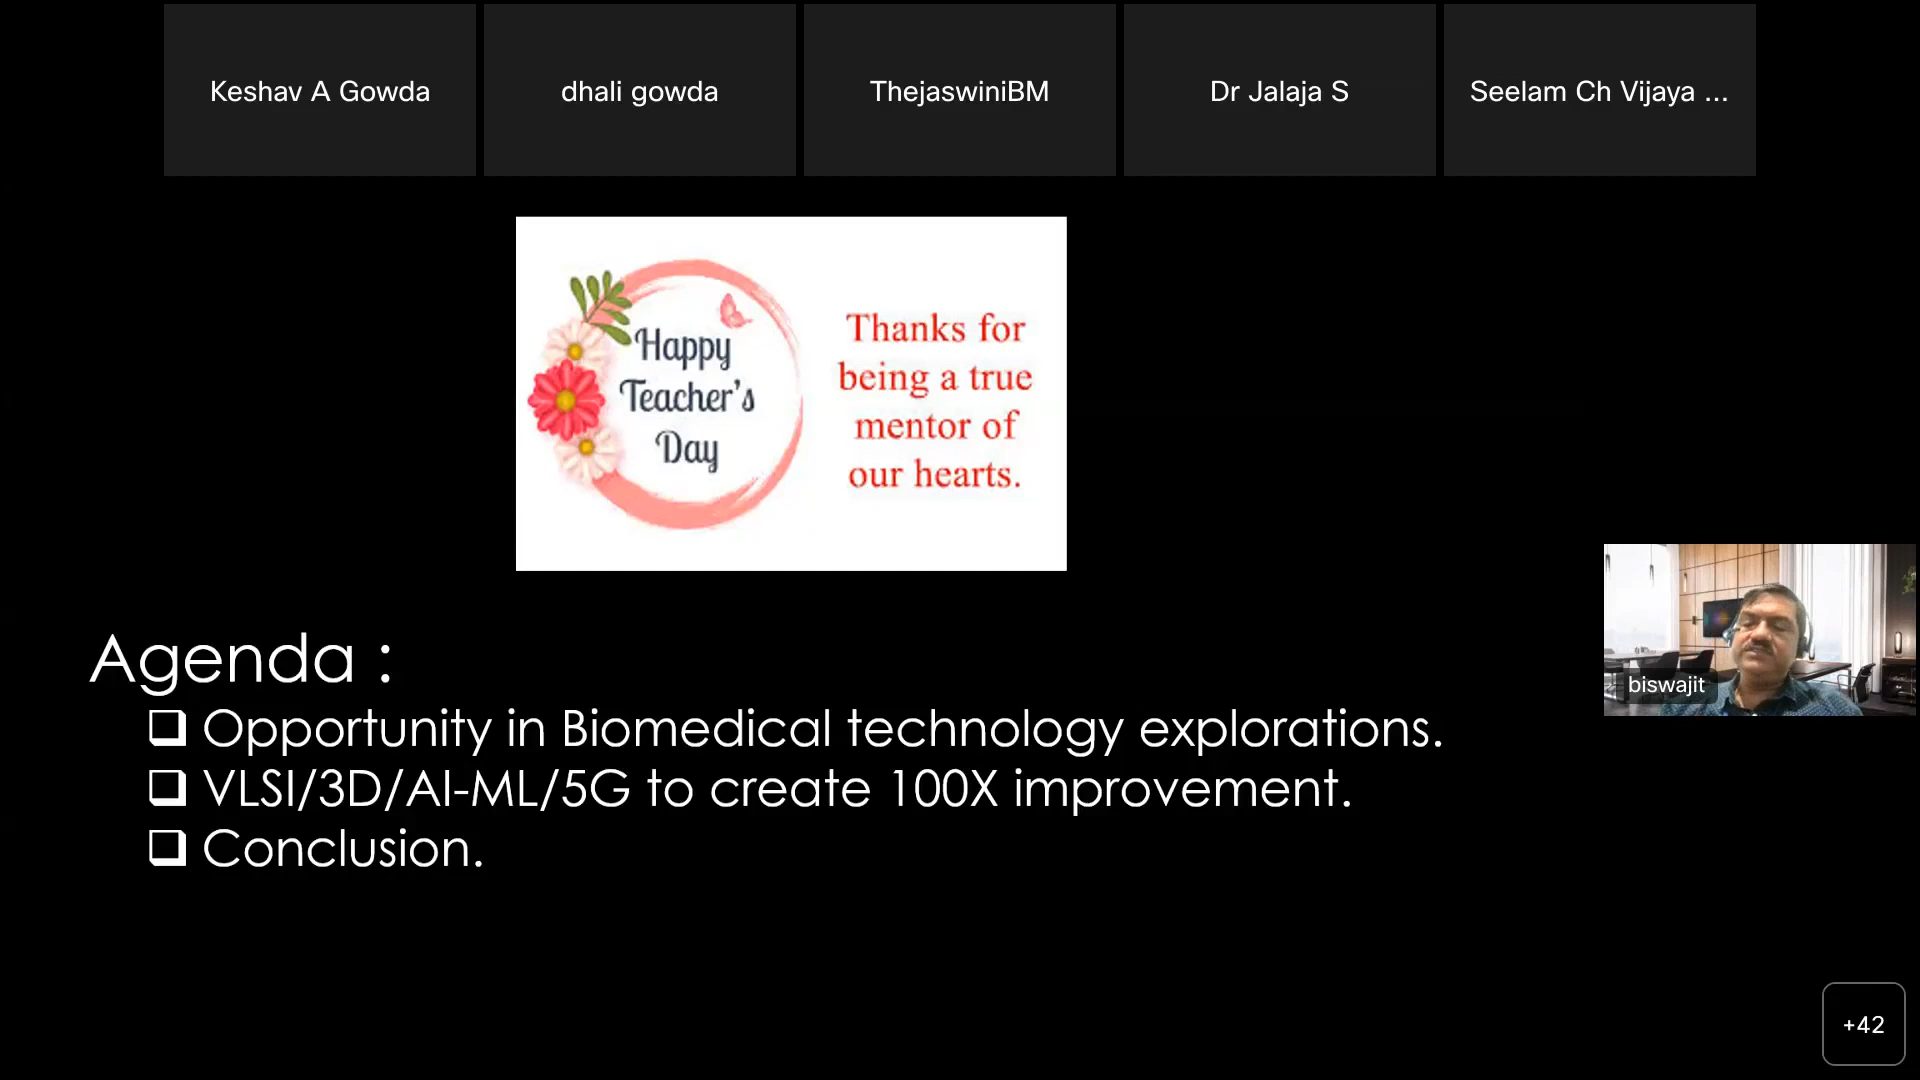 Keshav A Gowda
dhali gowda
ThejaswiniBM
Dr Jalaja S
Seelam Ch Vijaya ...
Happy
Teacher's
Day
Thanks for
being a true
mentor of
our hearts.
biswajit
Agenda :
Opportunity in Biomedical technology explorations.
VLSI/3D/AI-ML/5G to create 100X improvement.
Conclusion.
+42